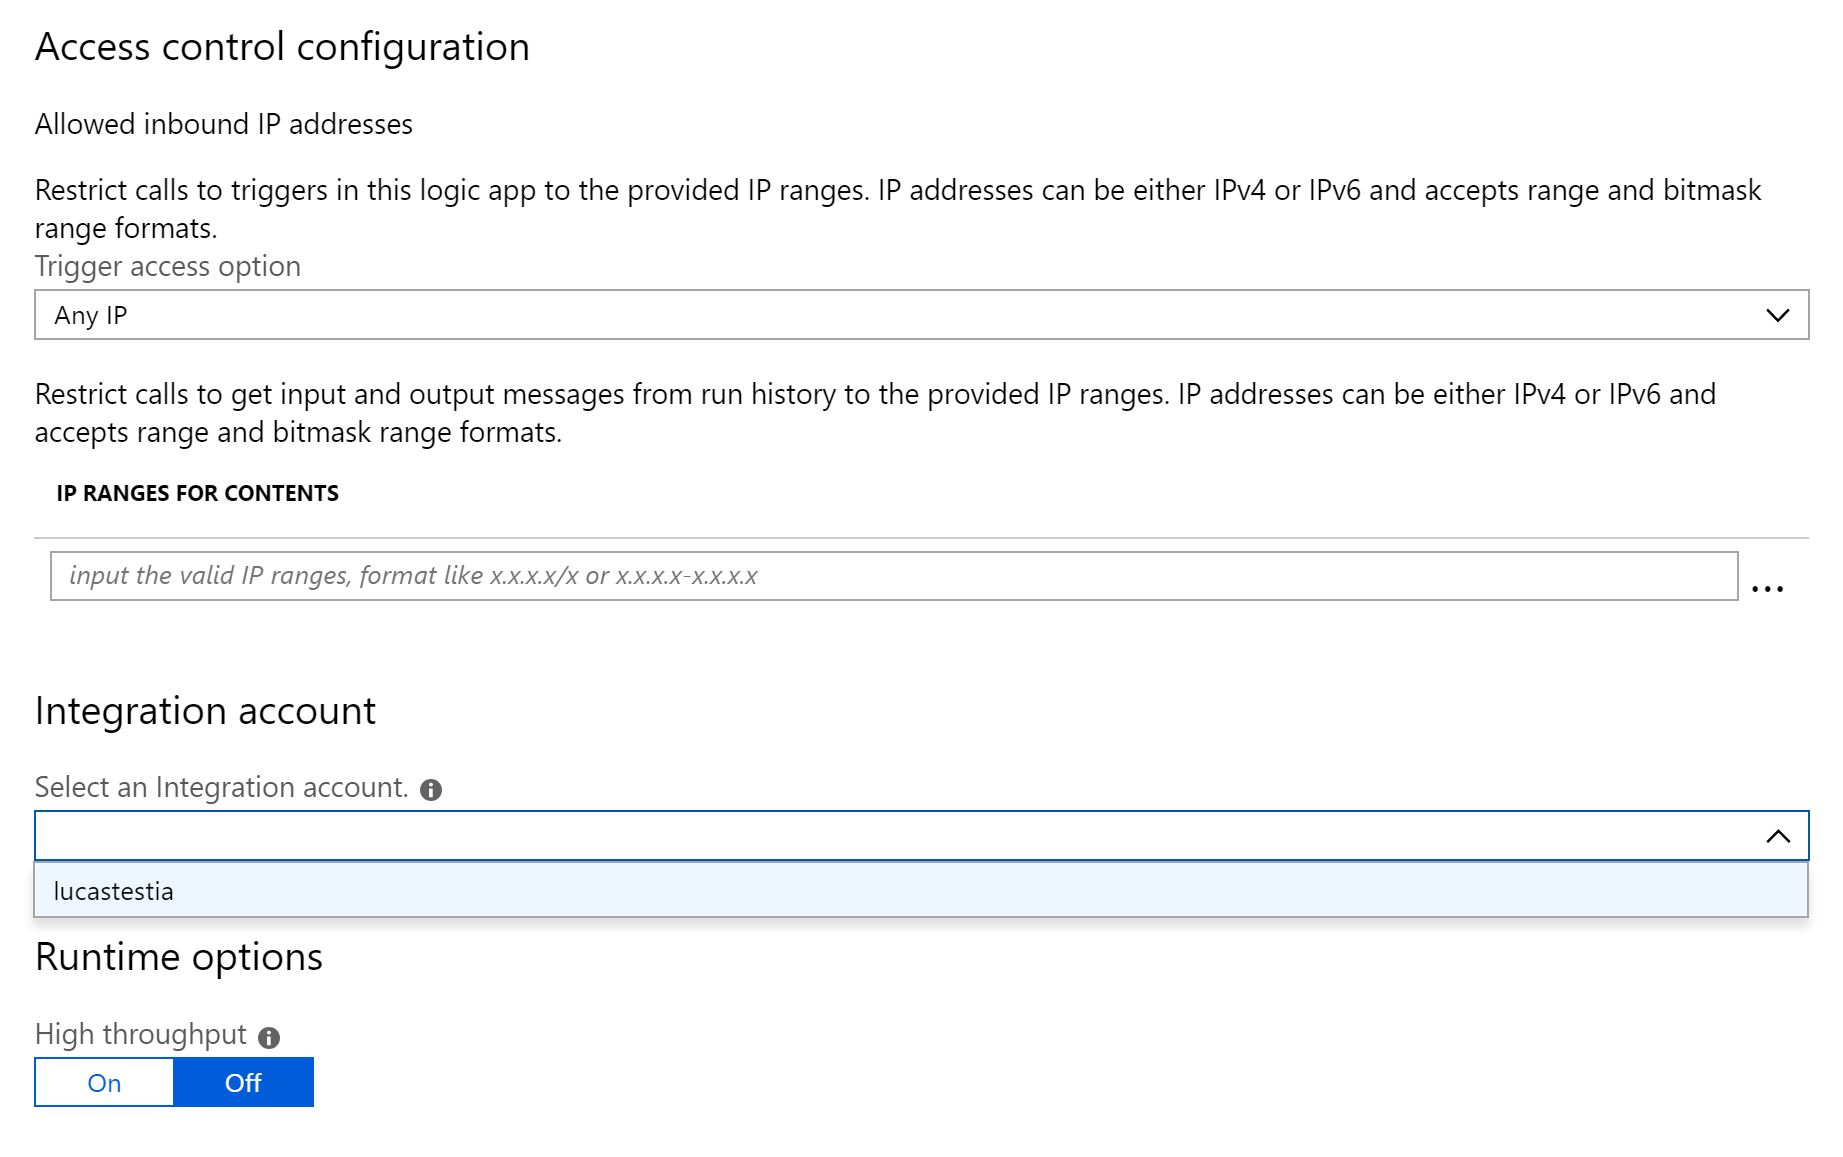 Access control configuration
Allowed inbound IP addresses
Restrict calls to triggers in this logic app to the provided IP ranges. IP addresses can be either IPv4 or IPv6 and accepts range and bitmask
range formats.
Trigger access option
Any IP
Restrict calls to get input and output messages from run history to the provided IP ranges. IP addresses can be either IPv4 or IPv6 and
accepts range and bitmask range formats.
IP RANGES FOR CONTENTS
input the valid IP ranges, format like x.x.x.x/x or x.x.x.x-x.x.x.x
...
Integration account
Select an Integration account.
lucastestia
Runtime options
High throughput
On Off